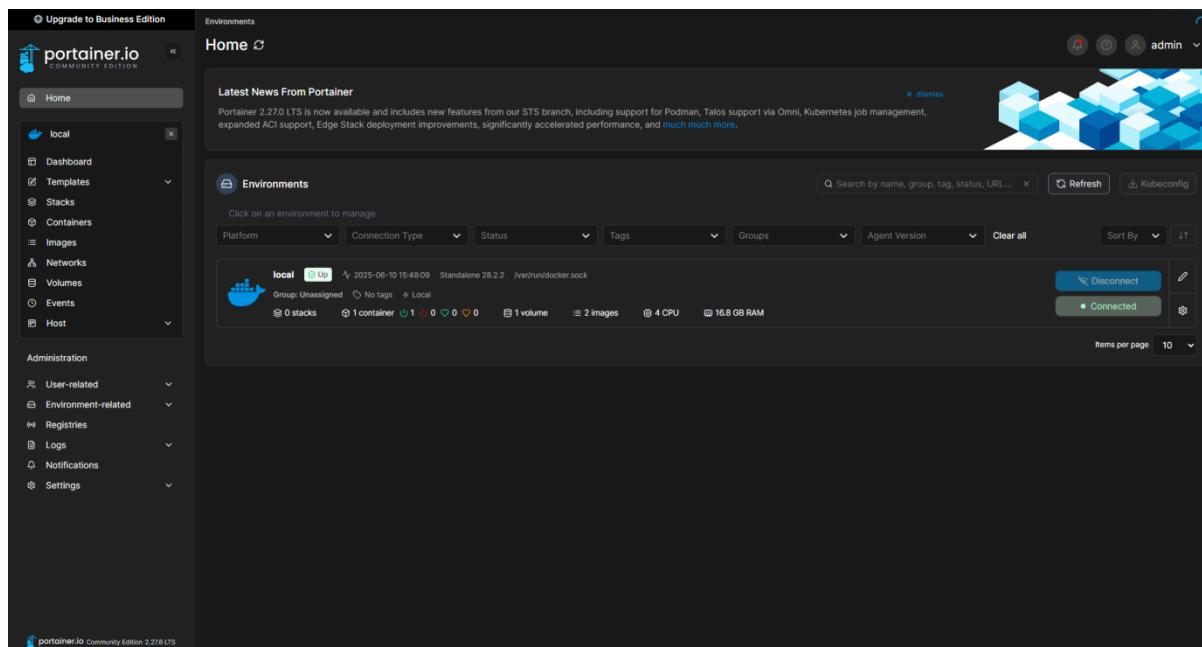 Upgrade to Business Edition
portainer.io
COMMUNITY EDITION
Home
local
Dashboard
Templates
Stacks
Containers
Images
Networks
Volumes
Events
Host
Administration
User-related
Environment-related
Registries
Logs
Notifications
Settings
portainer.io Community Edition 2.27.6 LTS
Environments
Home
admin
Latest News From Portainer
dismiss
Portainer 2.27.0 LTS is now available and includes new features from our STS branch, including support for Podman, Talos support via Omni, Kubernetes job management,
expanded ACI support, Edge Stack deployment improvements, significantly accelerated performance, and much much more.
Environments
Search by name, group, tag, status, URL...
Refresh
Kubeconfig
Click on an environment to manage
Platform Connection Type Status Tags Groups Agent Version Clear all Sort By
local Up 2025-06-10 15:48:09 Standalone 28.2.2 /var/run/docker.sock
Group: Unassigned No tags Local
0 stacks 1 container 1 0 0 0 1 volume 2 images 4 CPU 16.8 GB RAM
Disconnect
Connected
Items per page 10